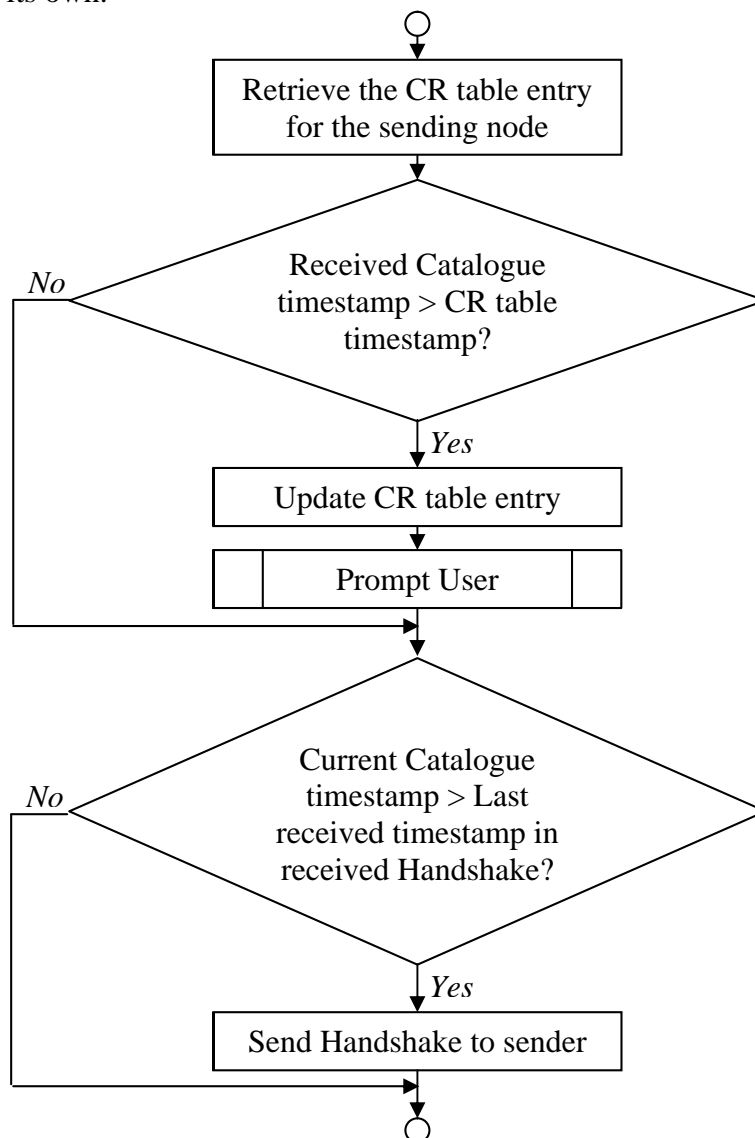 its own.
Retrieve the CR table entry
for the sending node
Received Catalogue
No
timestamp > CR table
timestamp?
Yes
Update CR table entry
Prompt User
Current Catalogue
No
timestamp > Last
received timestamp in
received Handshake?
Yes
Send Handshake to sender